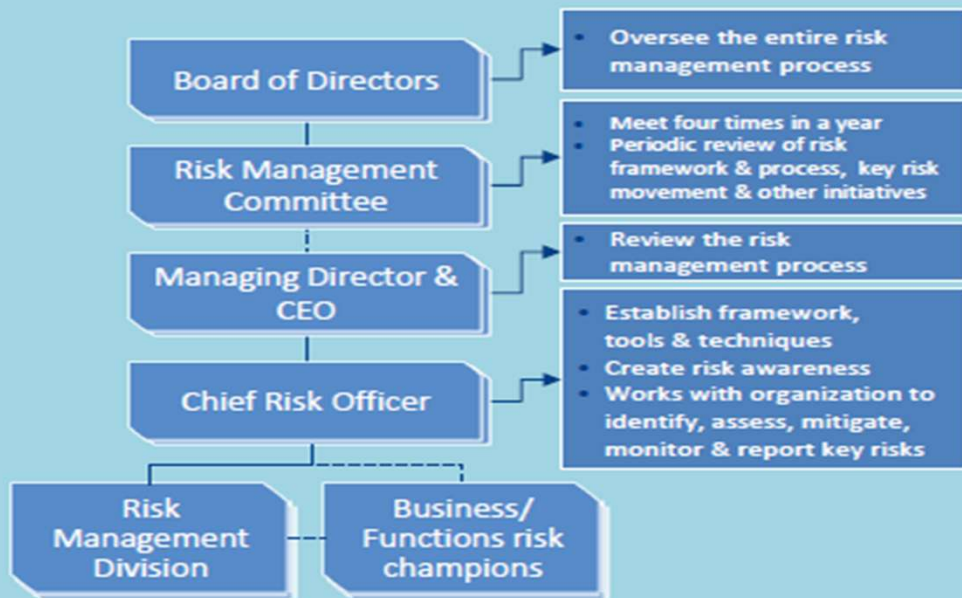 Board of Directors
• Oversee the entire risk
management process
Risk Management
Committee
• Meet four times in a year
• Periodic review of risk
framework & process, key risk
movement & other initiatives
Managing Director &
CEO
• Review the risk
management process
Chief Risk Officer
• Establish framework,
tools & techniques
• Create risk awareness
• Works with organization to
identify, assess, mitigate,
monitor & report key risks
Risk
Management
Division
Business/
Functions risk
champions